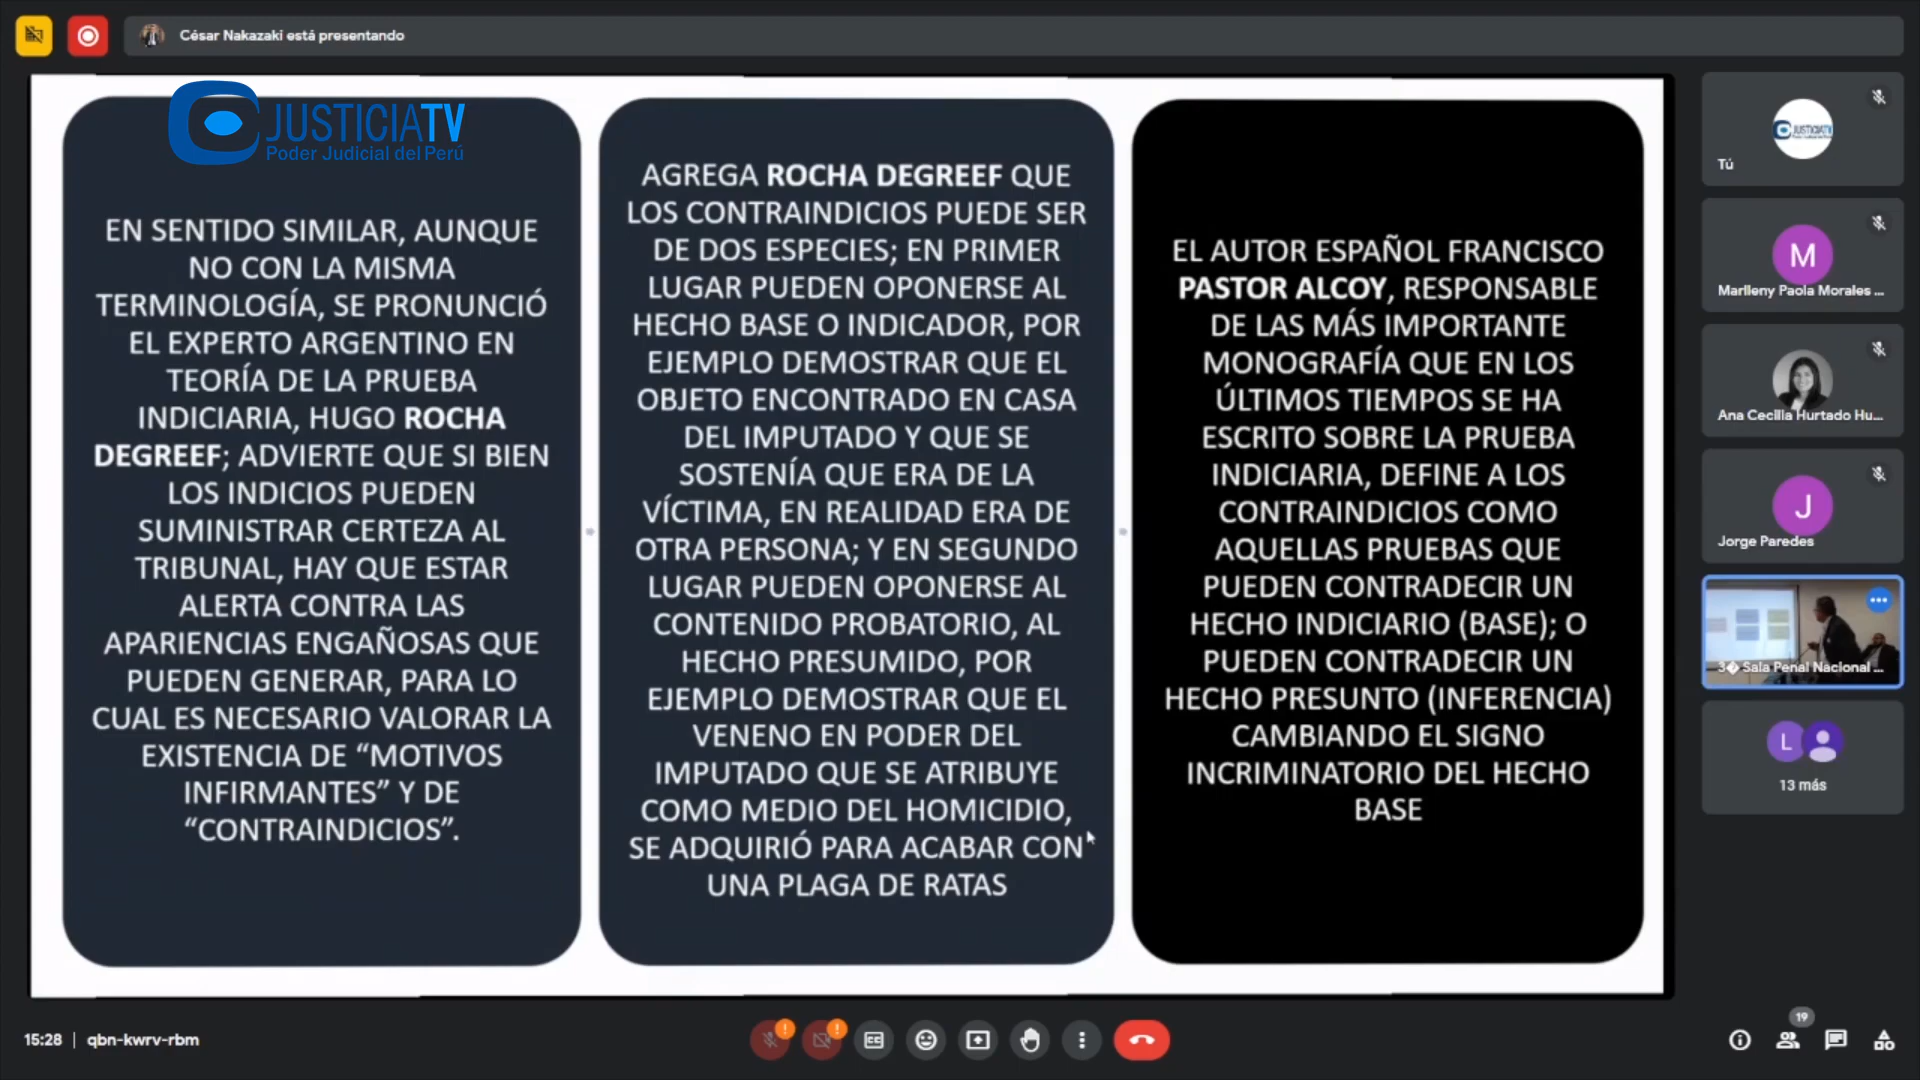 César Nakazaki está presentando
JUSTICIATV
Poder Judicial del Perú
EN SENTIDO SIMILAR, AUNQUE
NO CON LA MISMA
TERMINOLOGÍA, SE PRONUNCIÓ
EL EXPERTO ARGENTINO EN
TEORÍA DE LA PRUEBA
INDICIARIA, HUGO ROCHA
DEGREEF; ADVIERTE QUE SI BIEN
LOS INDICIOS PUEDEN
SUMINISTRAR CERTEZA AL
TRIBUNAL, HAY QUE ESTAR
ALERTA CONTRA LAS
APARIENCIAS ENGAÑOSAS QUE
PUEDEN GENERAR, PARA LO
CUAL ES NECESARIO VALORAR LA
EXISTENCIA DE “MOTIVOS
INFIRMANTES” Y DE
“CONTRAINDICIOS”.
AGREGA ROCHA DEGREEF QUE
LOS CONTRAINDICIOS PUEDE SER
DE DOS ESPECIES; EN PRIMER
LUGAR PUEDEN OPONERSE AL
HECHO BASE O INDICADOR, POR
EJEMPLO DEMOSTRAR QUE EL
OBJETO ENCONTRADO EN CASA
DEL IMPUTADO Y QUE SE
SOSTENÍA QUE ERA DE LA
VÍCTIMA, EN REALIDAD ERA DE
OTRA PERSONA; Y EN SEGUNDO
LUGAR PUEDEN OPONERSE AL
CONTENIDO PROBATORIO, AL
HECHO PRESUMIDO, POR
EJEMPLO DEMOSTRAR QUE EL
VENENO EN PODER DEL
IMPUTADO QUE SE ATRIBUYE
COMO MEDIO DEL HOMICIDIO,
SE ADQUIRIÓ PARA ACABAR CON
UNA PLAGA DE RATAS
EL AUTOR ESPAÑOL FRANCISCO
PASTOR ALCOY, RESPONSABLE
DE LAS MÁS IMPORTANTE
MONOGRAFÍA QUE EN LOS
ÚLTIMOS TIEMPOS SE HA
ESCRITO SOBRE LA PRUEBA
INDICIARIA, DEFINE A LOS
CONTRAINDICIOS COMO
AQUELLAS PRUEBAS QUE
PUEDEN CONTRADECIR UN
HECHO INDICIARIO (BASE); O
PUEDEN CONTRADECIR UN
HECHO PRESUNTO (INFERENCIA)
CAMBIANDO EL SIGNO
INCRIMINATORIO DEL HECHO
BASE
JUSTICIATV
Tú
M
Marlleny Paola Morales ...
Ana Cecilia Hurtado Hu...
J
Jorge Paredes
3� Sala Penal Nacional ...
L
13 más
15:28 | qbn-kwrv-rbm
19